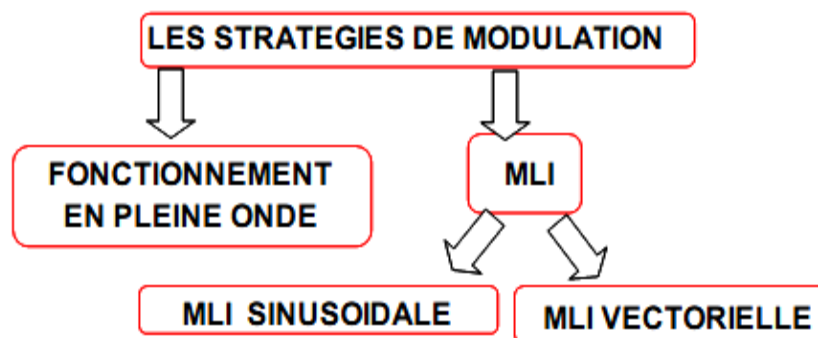 LES STRATEGIES DE MODULATION
FONCTIONNEMENT
EN PLEINE ONDE
MLI
MLI SINUSOIDALE
MLI VECTORIELLE